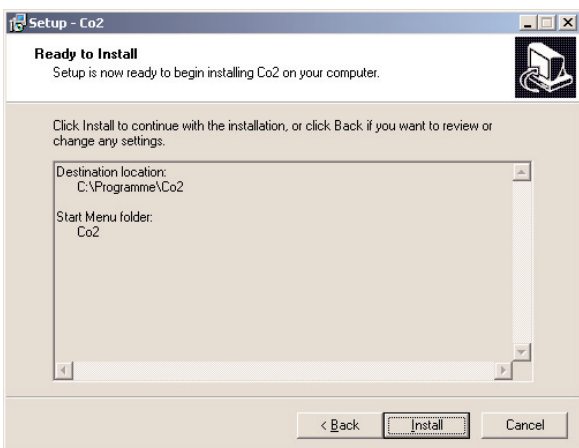 Setup - Co2
Ready to Install
Setup is now ready to begin installing Co2 on your computer.
Click Install to continue with the installation, or click Back if you want to review or
change any settings.
Destination location:
C:\Programme\Co2
Start Menu folder:
Co2
< Back
Install
Cancel